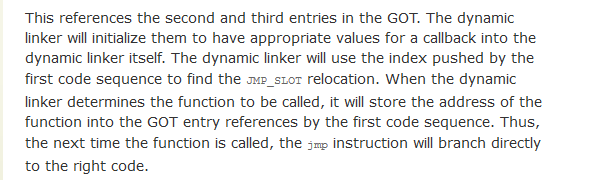 This references the second and third entries in the GOT. The dynamic
linker will initialize them to have appropriate values for a callback into the
dynamic linker itself. The dynamic linker will use the index pushed by the
first code sequence to find the JMP_SLOT relocation. When the dynamic
linker determines the function to be called, it will store the address of the
function into the GOT entry references by the first code sequence. Thus,
the next time the function is called, the jmp instruction will branch directly
to the right code.